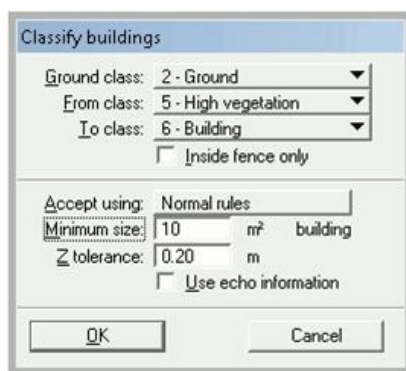 Classify buildings
Ground class: 2 - Ground
From class: 5 - High vegetation
To class: 6 - Building
Inside fence only
Accept using: Normal rules
Minimum size: 10 m² building
Z tolerance: 0.20 m
Use echo information
OK Cancel